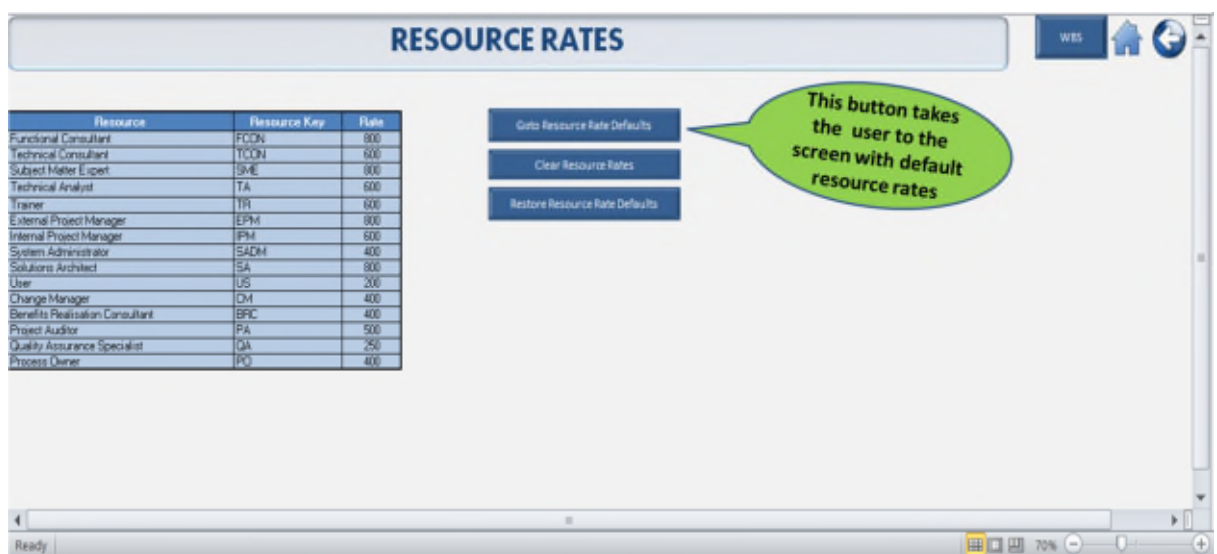 RESOURCE RATES
WBS
Resource Resource Key Rate
Functional Consultant FCON 800
Technical Consultant TCON 600
Subject Matter Expert SME 800
Technical Analyst TA 600
Trainer TR 600
External Project Manager EPM 800
Internal Project Manager IPM 600
System Administrator SADM 400
Solutions Architect SA 800
User US 200
Change Manager CM 400
Benefits Realisation Consultant BRC 400
Project Auditor PA 500
Quality Assurance Specialist QA 250
Process Owner PO 400
Goto Resource Rate Defaults
Clear Resource Rates
Restore Resource Rate Defaults
This button takes
the user to the
screen with default
resource rates
Ready
70%